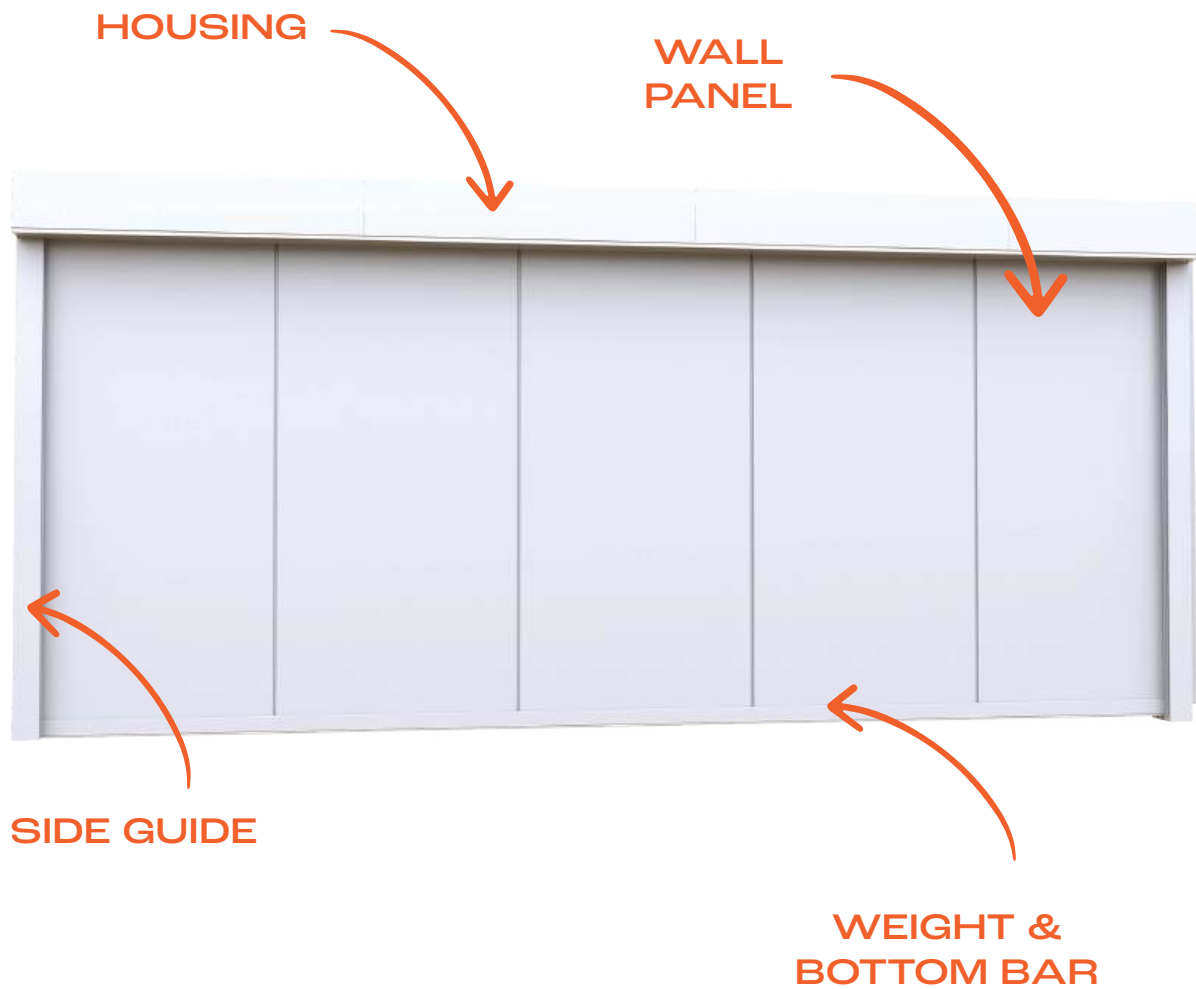 HOUSING
WALL
PANEL
SIDE GUIDE
WEIGHT &
BOTTOM BAR